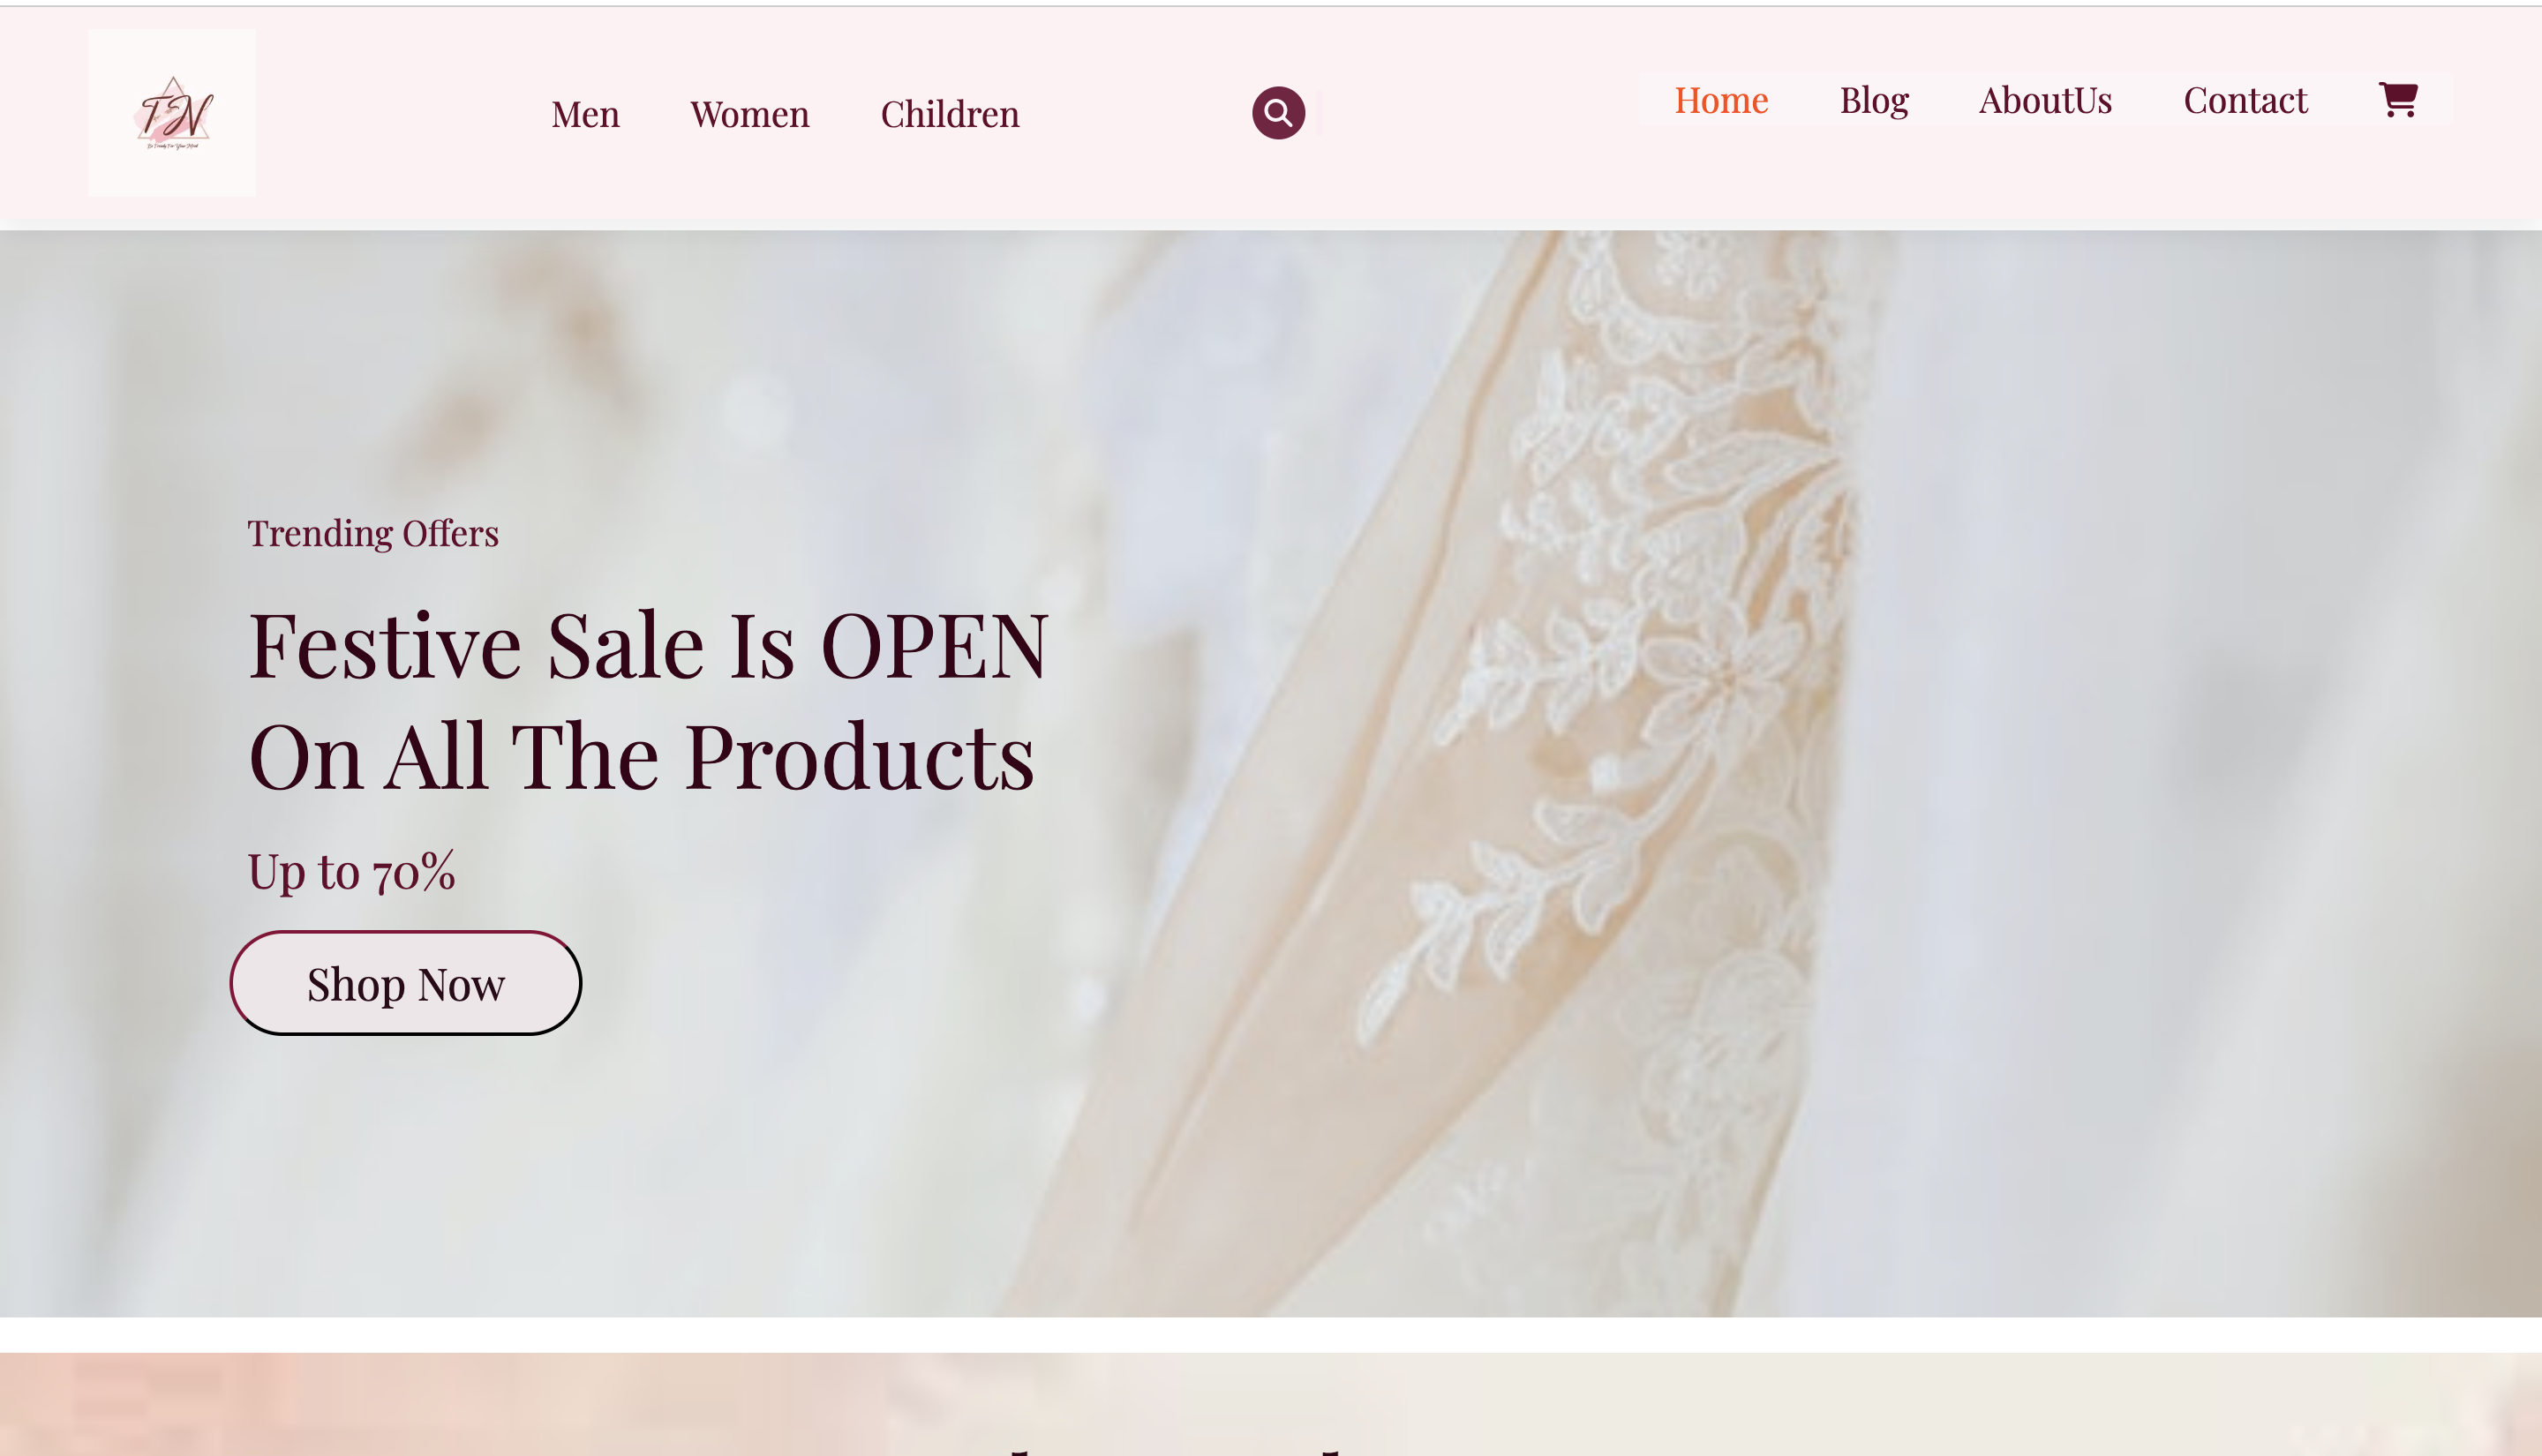 TN
Men Women Children
Home Blog AboutUs Contact
Trending Offers
Festive Sale Is OPEN
On All The Products
Up to 70%
Shop Now